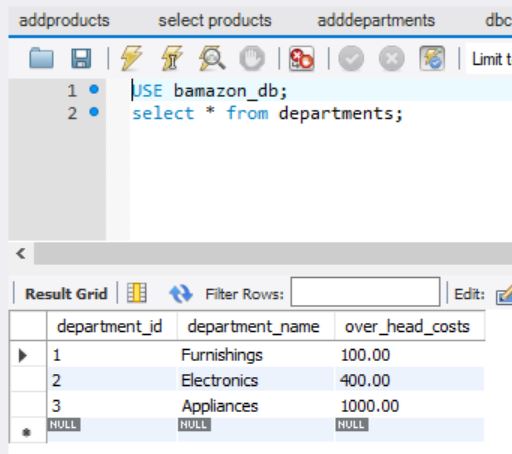 addproducts select products adddepartments dbc
Limit t
1 USE bamazon_db;
2 select * from departments;
Result Grid Filter Rows: Edit:
department_id department_name over_head_costs
1 Furnishings 100.00
2 Electronics 400.00
3 Appliances 1000.00
NULL NULL NULL